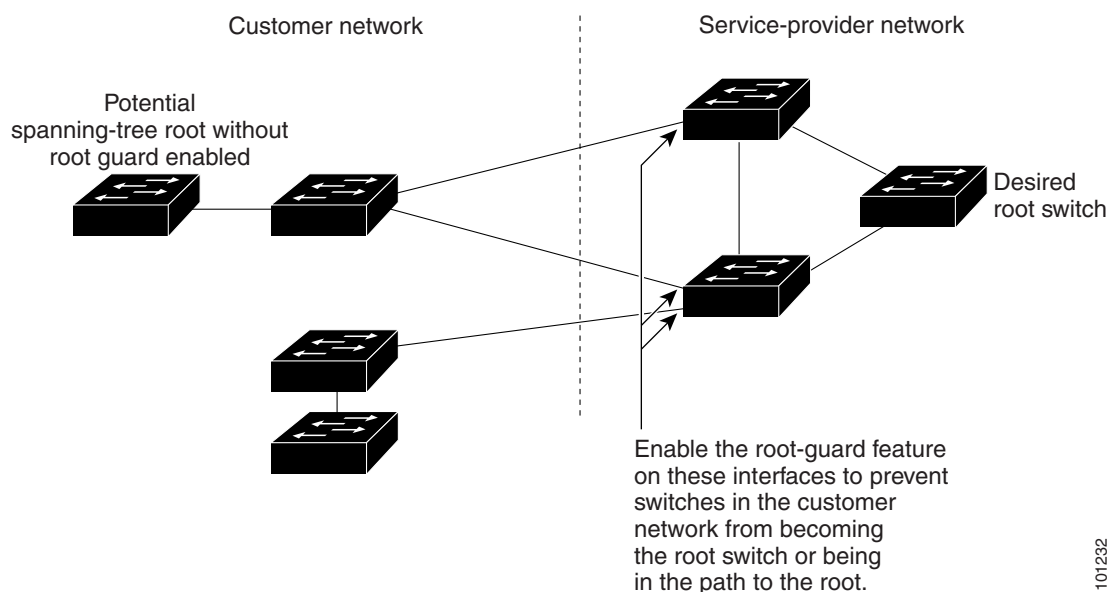 Customer network
Service-provider network
Potential
spanning-tree root without
root guard enabled
Desired
root switch
Enable the root-guard feature
on these interfaces to prevent
switches in the customer
network from becoming
the root switch or being
in the path to the root.
101232